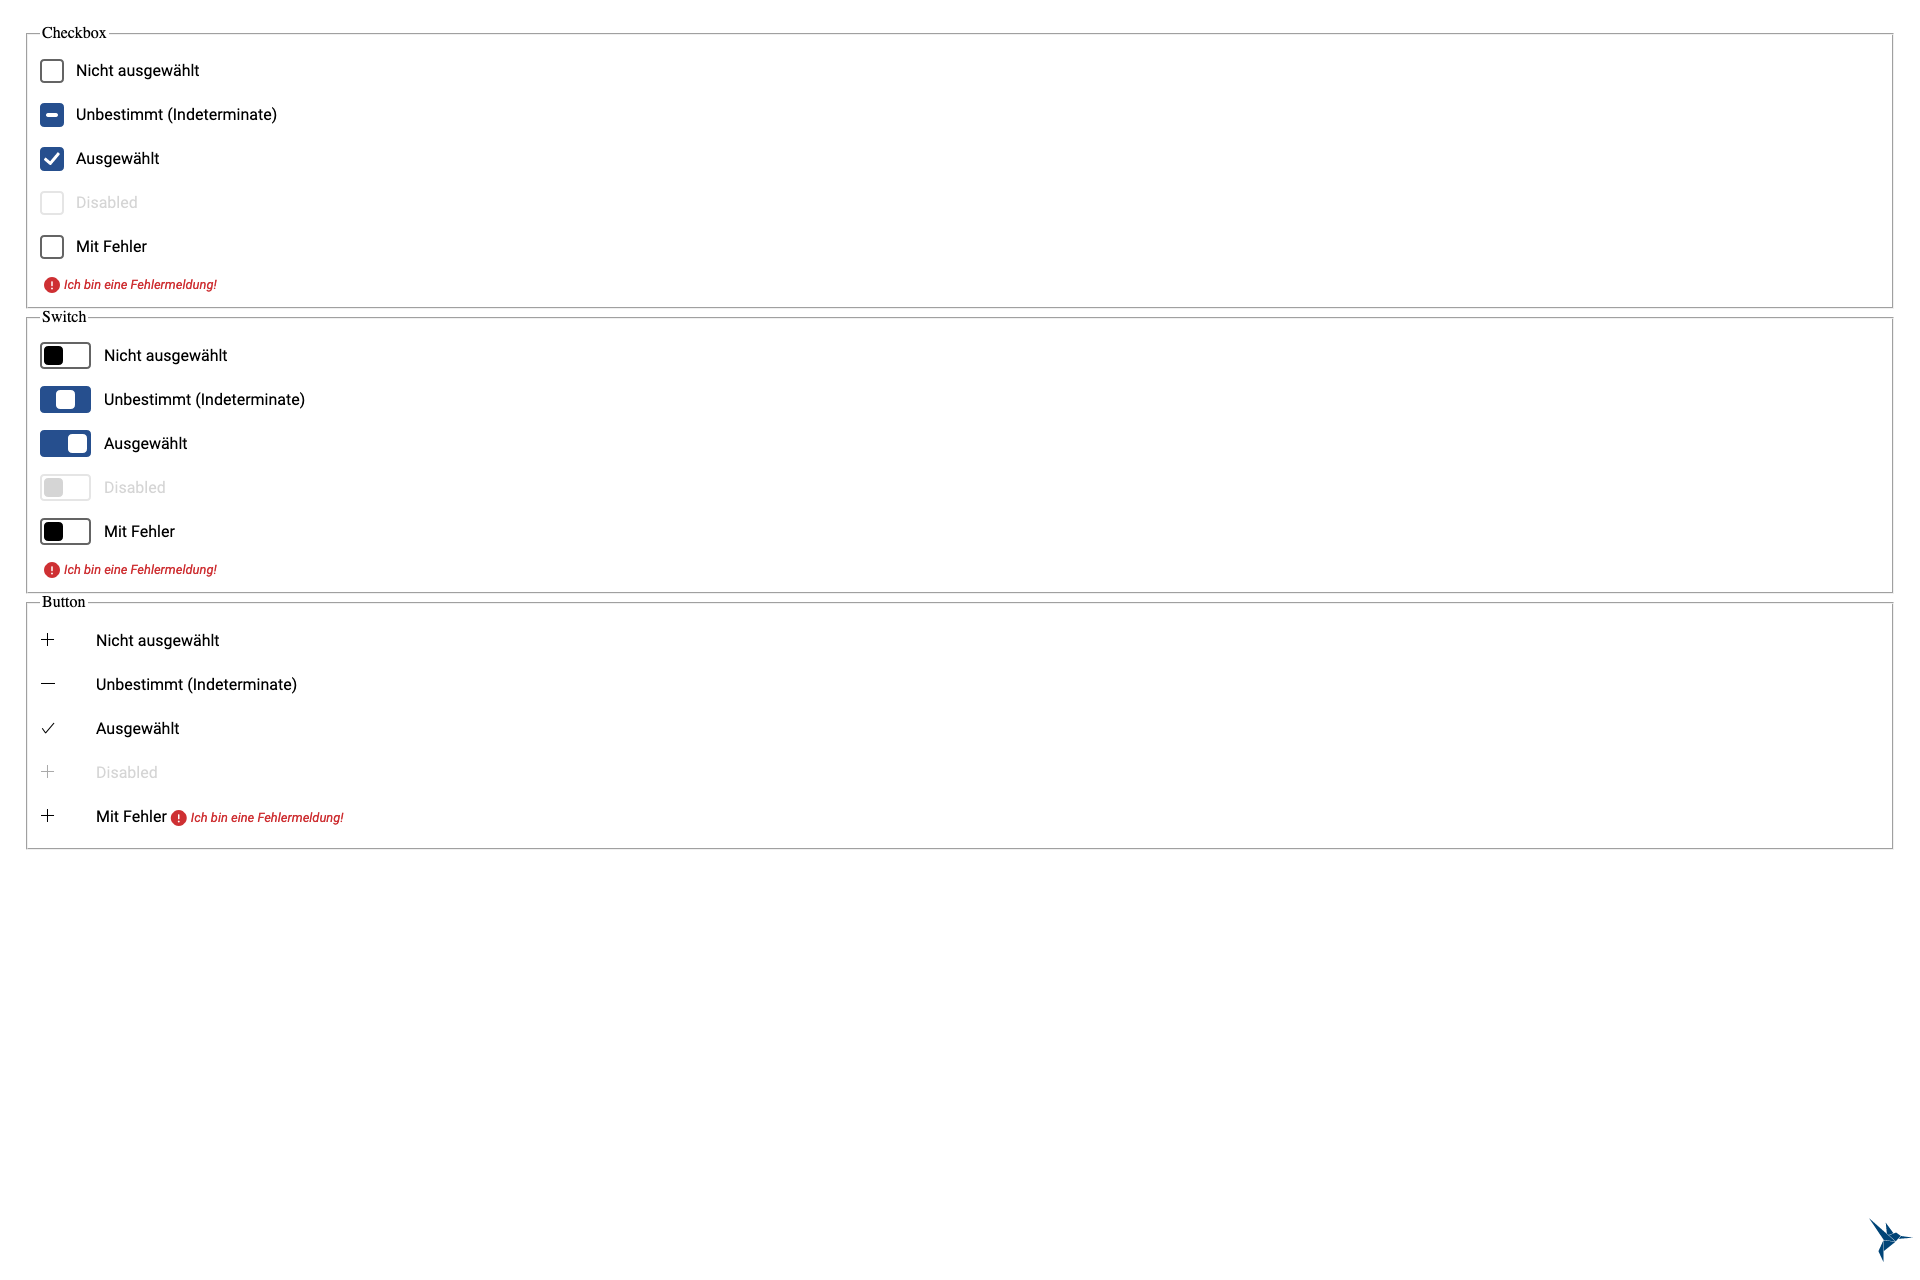 Checkbox
Nicht ausgewählt
Unbestimmt (Indeterminate)
Ausgewählt
Disabled
Mit Fehler
Ich bin eine Fehlermeldung!
Switch
Nicht ausgewählt
Unbestimmt (Indeterminate)
Ausgewählt
Disabled
Mit Fehler
Ich bin eine Fehlermeldung!
Button
Nicht ausgewählt
Unbestimmt (Indeterminate)
Ausgewählt
Disabled
Mit Fehler Ich bin eine Fehlermeldung!